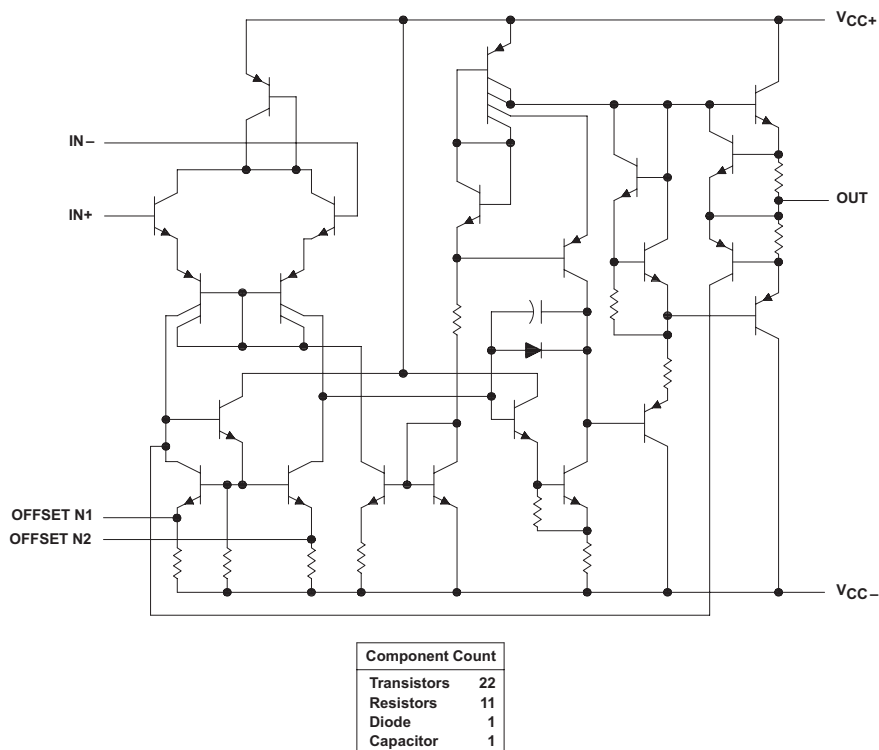 VCC+
IN−
IN+
OUT
OFFSET N1
OFFSET N2
VCC−
Component Count
Transistors 22
Resistors 11
Diode 1
Capacitor 1